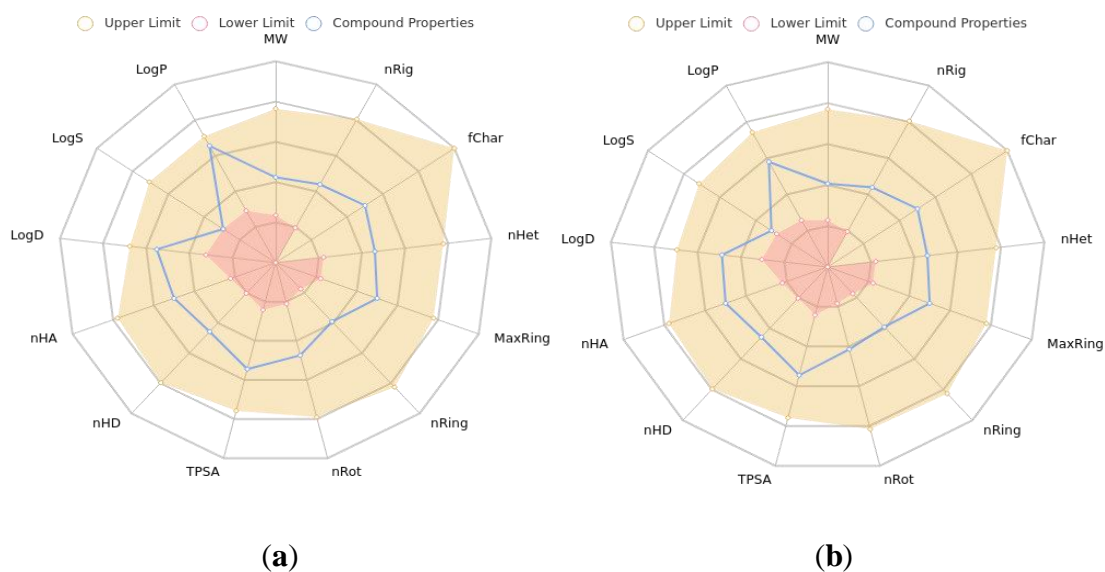 Upper Limit Lower Limit Compound Properties
MW
nRig
fChar
nHet
MaxRing
nRing
nRot
TPSA
nHD
nHA
LogD
LogS
LogP
(a)
Upper Limit Lower Limit Compound Properties
MW
nRig
fChar
nHet
MaxRing
nRing
nRot
TPSA
nHD
nHA
LogD
LogS
LogP
(b)